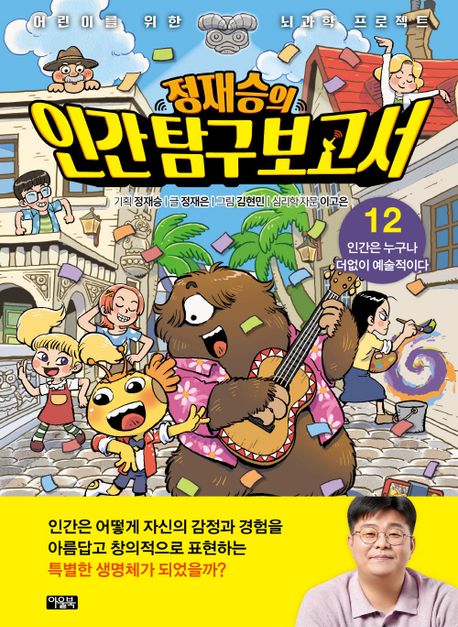 어린이를 위한 뇌과학 프로젝트
정재승의
인간탐구보고서
기획 정재승 | 글 정재은 | 그림 김현민 | 심리학 자문 이고은
12
인간은 누구나
더없이 예술적이다
인간은 어떻게 자신의 감정과 경험을
아름답고 창의적으로 표현하는
특별한 생명체가 되었을까?
아울북